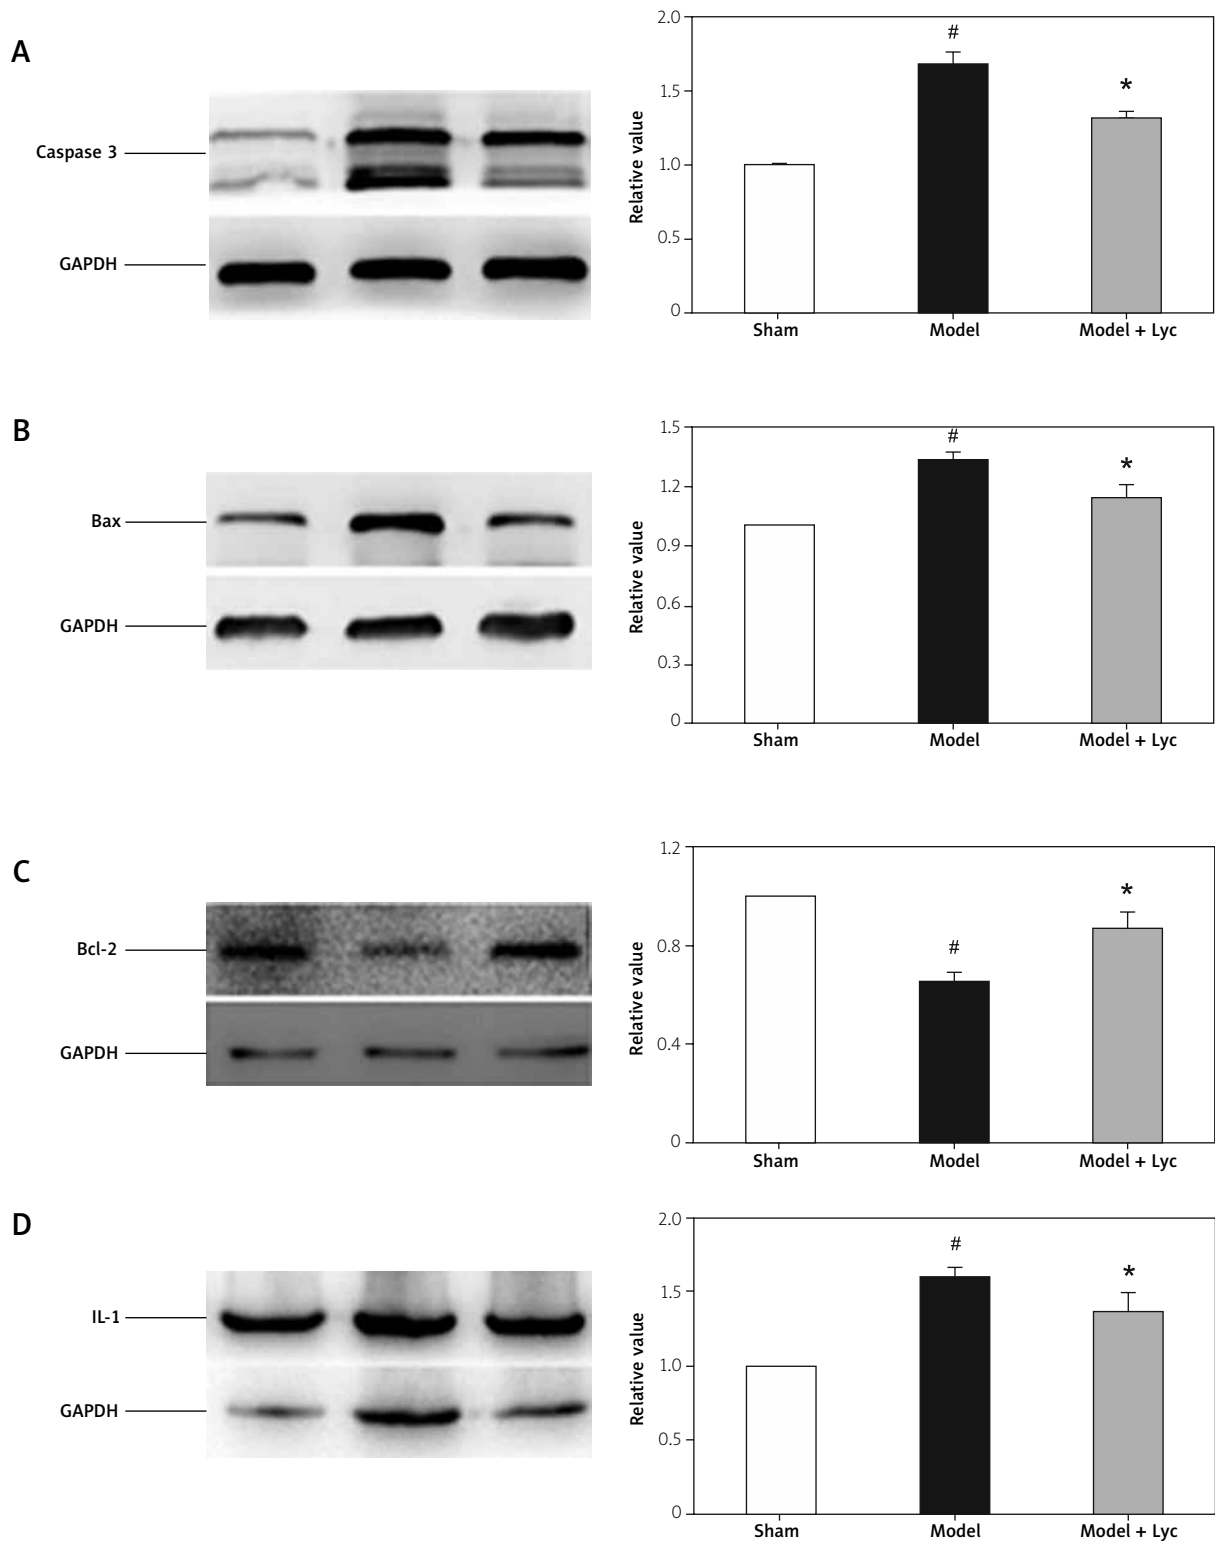 A
Caspase 3
GAPDH
2.0
1.5
1.0
0.5
0
Relative value
#
*
Sham Model Model + Lyc
B
Bax
GAPDH
1.5
1.2
0.9
0.6
0.3
0
Relative value
#
*
Sham Model Model + Lyc
C
Bcl-2
GAPDH
1.2
0.8
0.4
0
Relative value
#
*
Sham Model Model + Lyc
D
IL-1
GAPDH
2.0
1.5
1.0
0.5
0
Relative value
#
*
Sham Model Model + Lyc